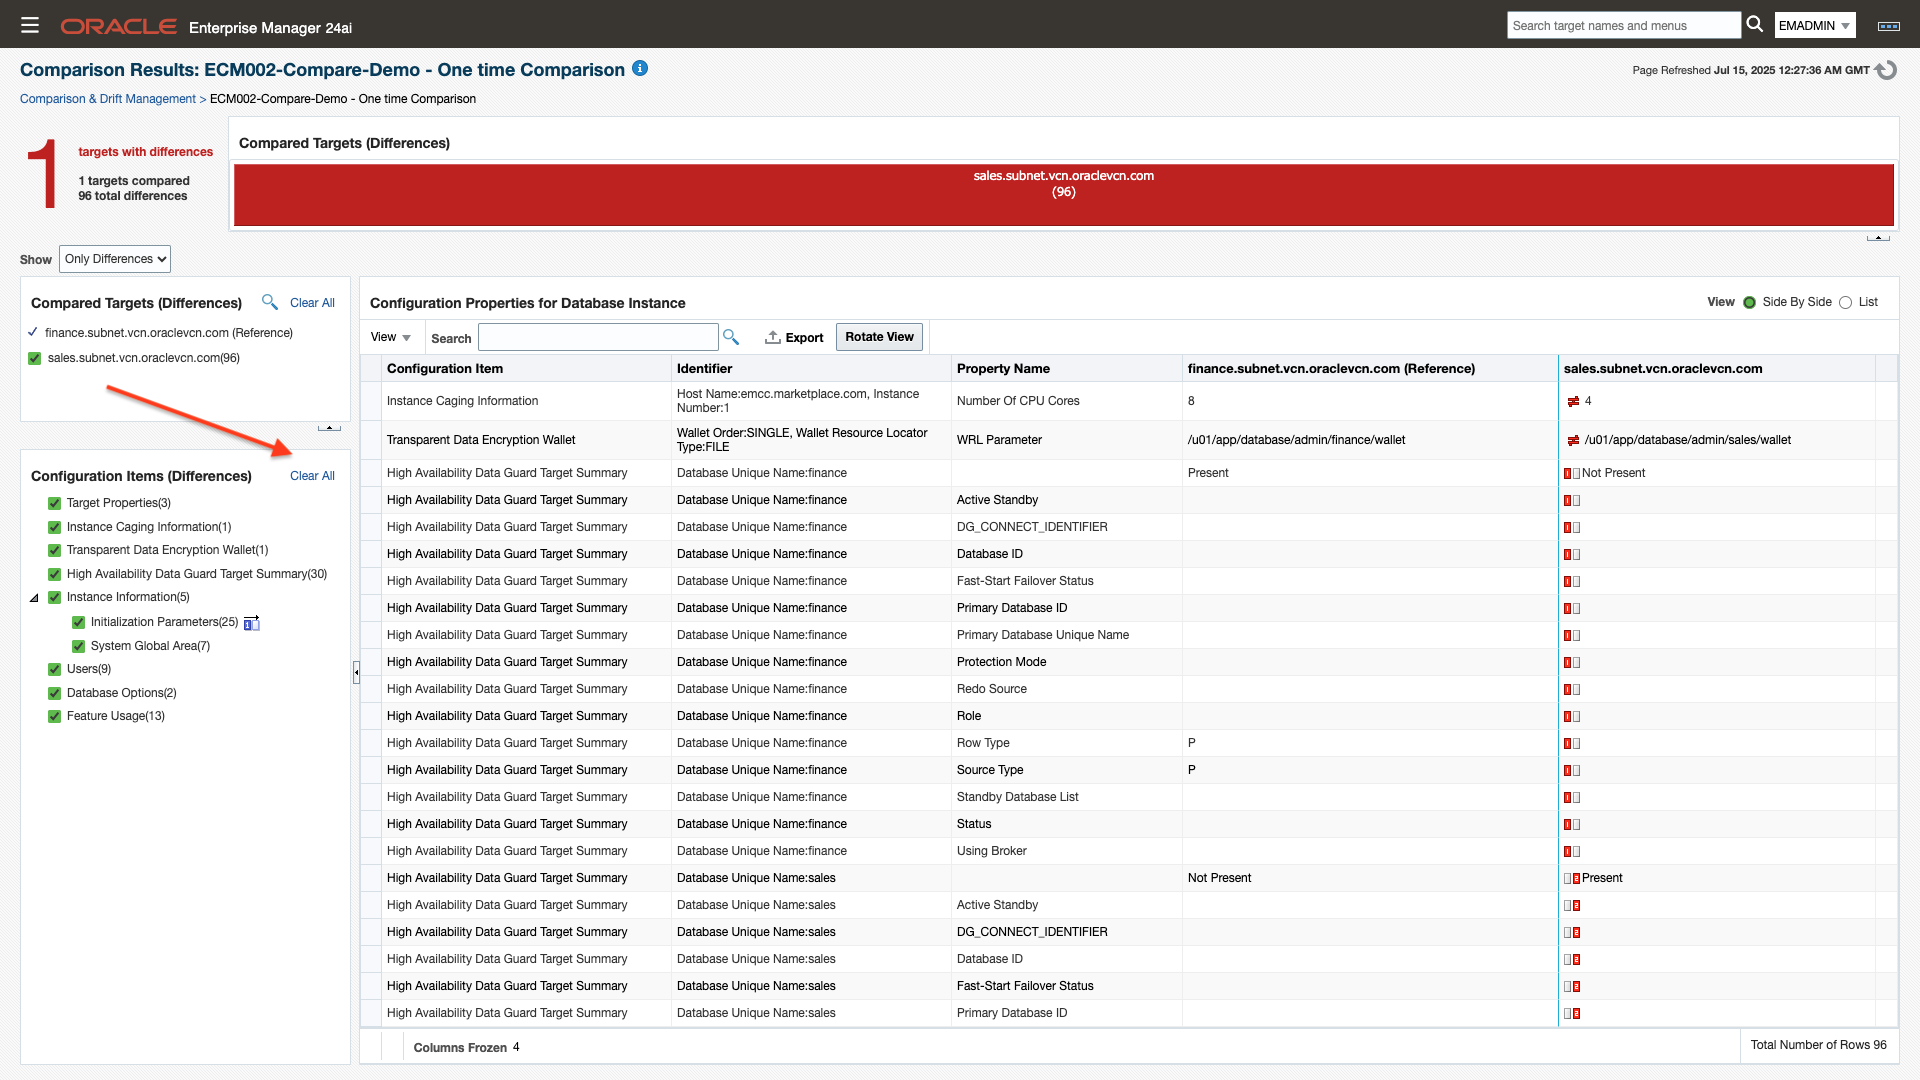 ORACLE Enterprise Manager 24ai
Search target names and menus
EMADMIN
Comparison Results: ECM002-Compare-Demo - One time Comparison
Page Refreshed Jul 15, 2025 12:27:36 AM GMT
Comparison & Drift Management > ECM002-Compare-Demo - One time Comparison
1
targets with differences
1 targets compared
96 total differences
Compared Targets (Differences)
sales.subnet.vcn.oraclevcn.com
(96)
Show Only Differences
Compared Targets (Differences) Clear All
finance.subnet.vcn.oraclevcn.com (Reference)
sales.subnet.vcn.oraclevcn.com(96)
Configuration Items (Differences) Clear All
Target Properties(3)
Instance Caging Information(1)
Transparent Data Encryption Wallet(1)
High Availability Data Guard Target Summary(30)
Instance Information(5)
Initialization Parameters(25)
System Global Area(7)
Users(9)
Database Options(2)
Feature Usage(13)
Configuration Properties for Database Instance
View Side By Side List
View Search Export Rotate View
Configuration Item Identifier Property Name finance.subnet.vcn.oraclevcn.com (Reference) sales.subnet.vcn.oraclevcn.com
Instance Caging Information Host Name:emcc.marketplace.com, Instance Number:1 Number Of CPU Cores 8 4
Transparent Data Encryption Wallet Wallet Order:SINGLE, Wallet Resource Locator Type:FILE WRL Parameter /u01/app/database/admin/finance/wallet /u01/app/database/admin/sales/wallet
High Availability Data Guard Target Summary Database Unique Name:finance Present Not Present
High Availability Data Guard Target Summary Database Unique Name:finance Active Standby
High Availability Data Guard Target Summary Database Unique Name:finance DG_CONNECT_IDENTIFIER
High Availability Data Guard Target Summary Database Unique Name:finance Database ID
High Availability Data Guard Target Summary Database Unique Name:finance Fast-Start Failover Status
High Availability Data Guard Target Summary Database Unique Name:finance Primary Database ID
High Availability Data Guard Target Summary Database Unique Name:finance Primary Database Unique Name
High Availability Data Guard Target Summary Database Unique Name:finance Protection Mode
High Availability Data Guard Target Summary Database Unique Name:finance Redo Source
High Availability Data Guard Target Summary Database Unique Name:finance Role
High Availability Data Guard Target Summary Database Unique Name:finance Row Type P
High Availability Data Guard Target Summary Database Unique Name:finance Source Type P
High Availability Data Guard Target Summary Database Unique Name:finance Standby Database List
High Availability Data Guard Target Summary Database Unique Name:finance Status
High Availability Data Guard Target Summary Database Unique Name:finance Using Broker
High Availability Data Guard Target Summary Database Unique Name:sales Not Present Present
High Availability Data Guard Target Summary Database Unique Name:sales Active Standby
High Availability Data Guard Target Summary Database Unique Name:sales DG_CONNECT_IDENTIFIER
High Availability Data Guard Target Summary Database Unique Name:sales Database ID
High Availability Data Guard Target Summary Database Unique Name:sales Fast-Start Failover Status
High Availability Data Guard Target Summary Database Unique Name:sales Primary Database ID
Columns Frozen 4
Total Number of Rows 96